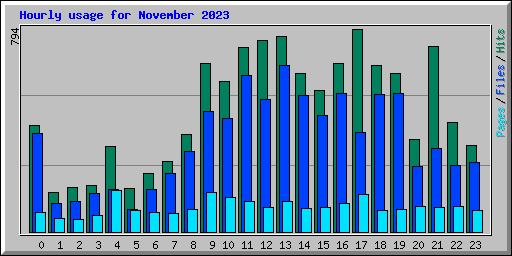 Hourly usage for November 2023
794
Pages/Files/Hits
0 1 2 3 4 5 6 7 8 9 10 11 12 13 14 15 16 17 18 19 20 21 22 23